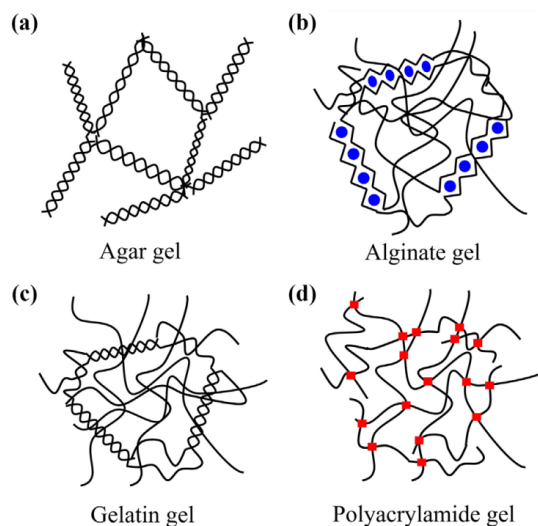 (a)
(b)
Agar gel
Alginate gel
(c)
(d)
Gelatin gel
Polyacrylamide gel